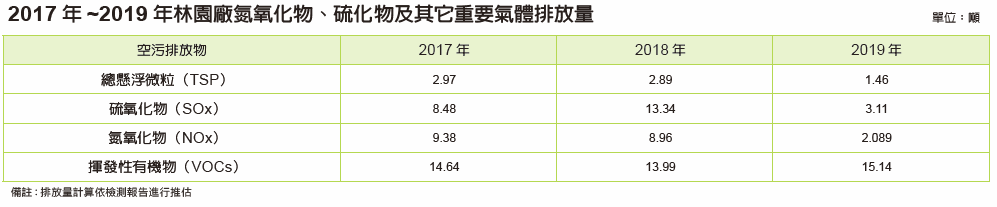 2017 年 ~2019 年林園廠氮氧化物、硫化物及其它重要氣體排放量
單位：噸
空污排放物 2017 年 2018 年 2019 年
總懸浮微粒（TSP） 2.97 2.89 1.46
硫氧化物（SOx） 8.48 13.34 3.11
氮氧化物（NOx） 9.38 8.96 2.089
揮發性有機物（VOCs） 14.64 13.99 15.14
備註：排放量計算依檢測報告進行推估